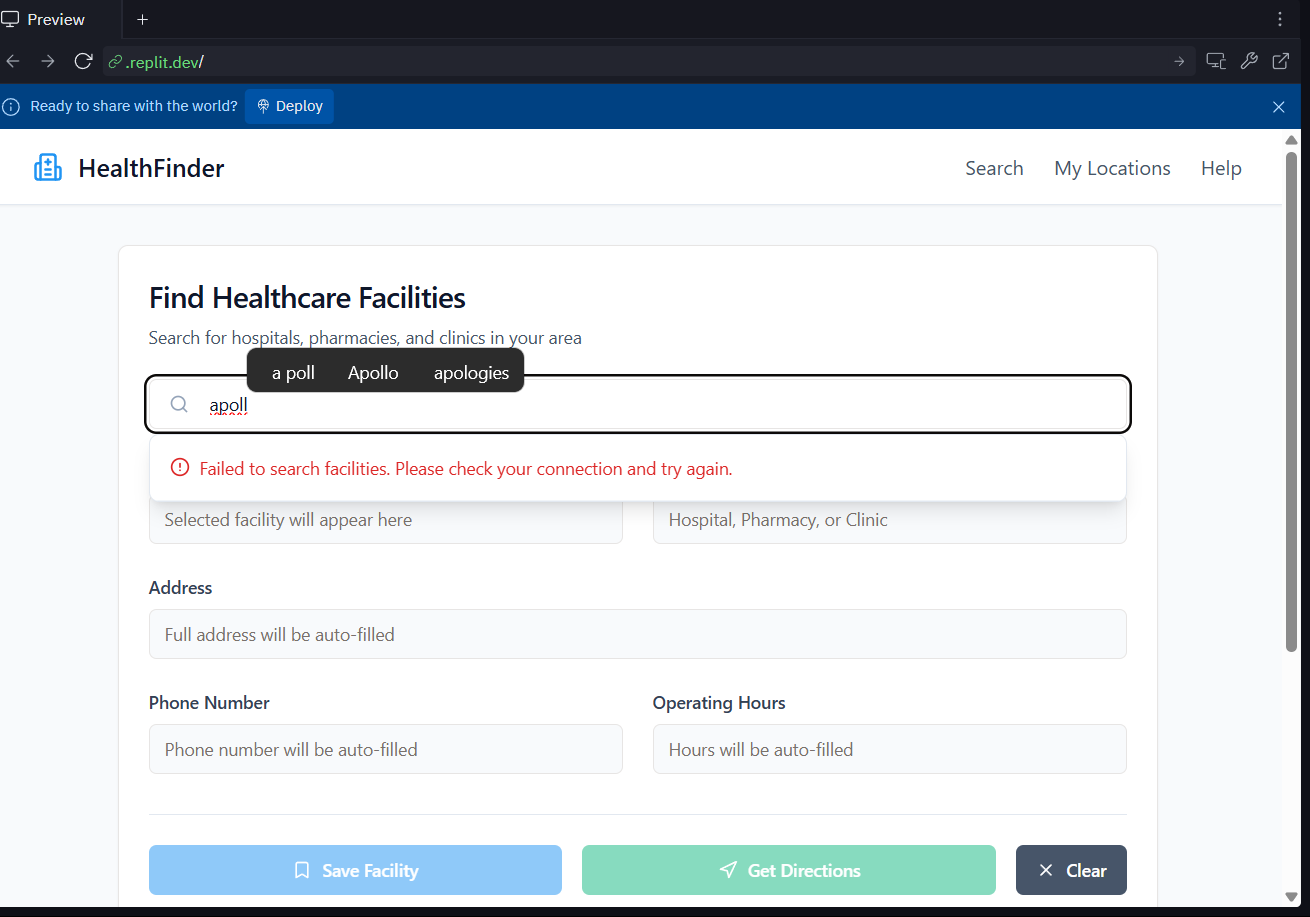 Preview
.replit.dev/
Ready to share with the world? Deploy
HealthFinder Search My Locations Help
Find Healthcare Facilities
Search for hospitals, pharmacies, and clinics in your area
a poll Apollo apologies
apoll
Failed to search facilities. Please check your connection and try again.
Selected facility will appear here Hospital, Pharmacy, or Clinic
Address
Full address will be auto-filled
Phone Number Operating Hours
Phone number will be auto-filled Hours will be auto-filled
Save Facility Get Directions Clear